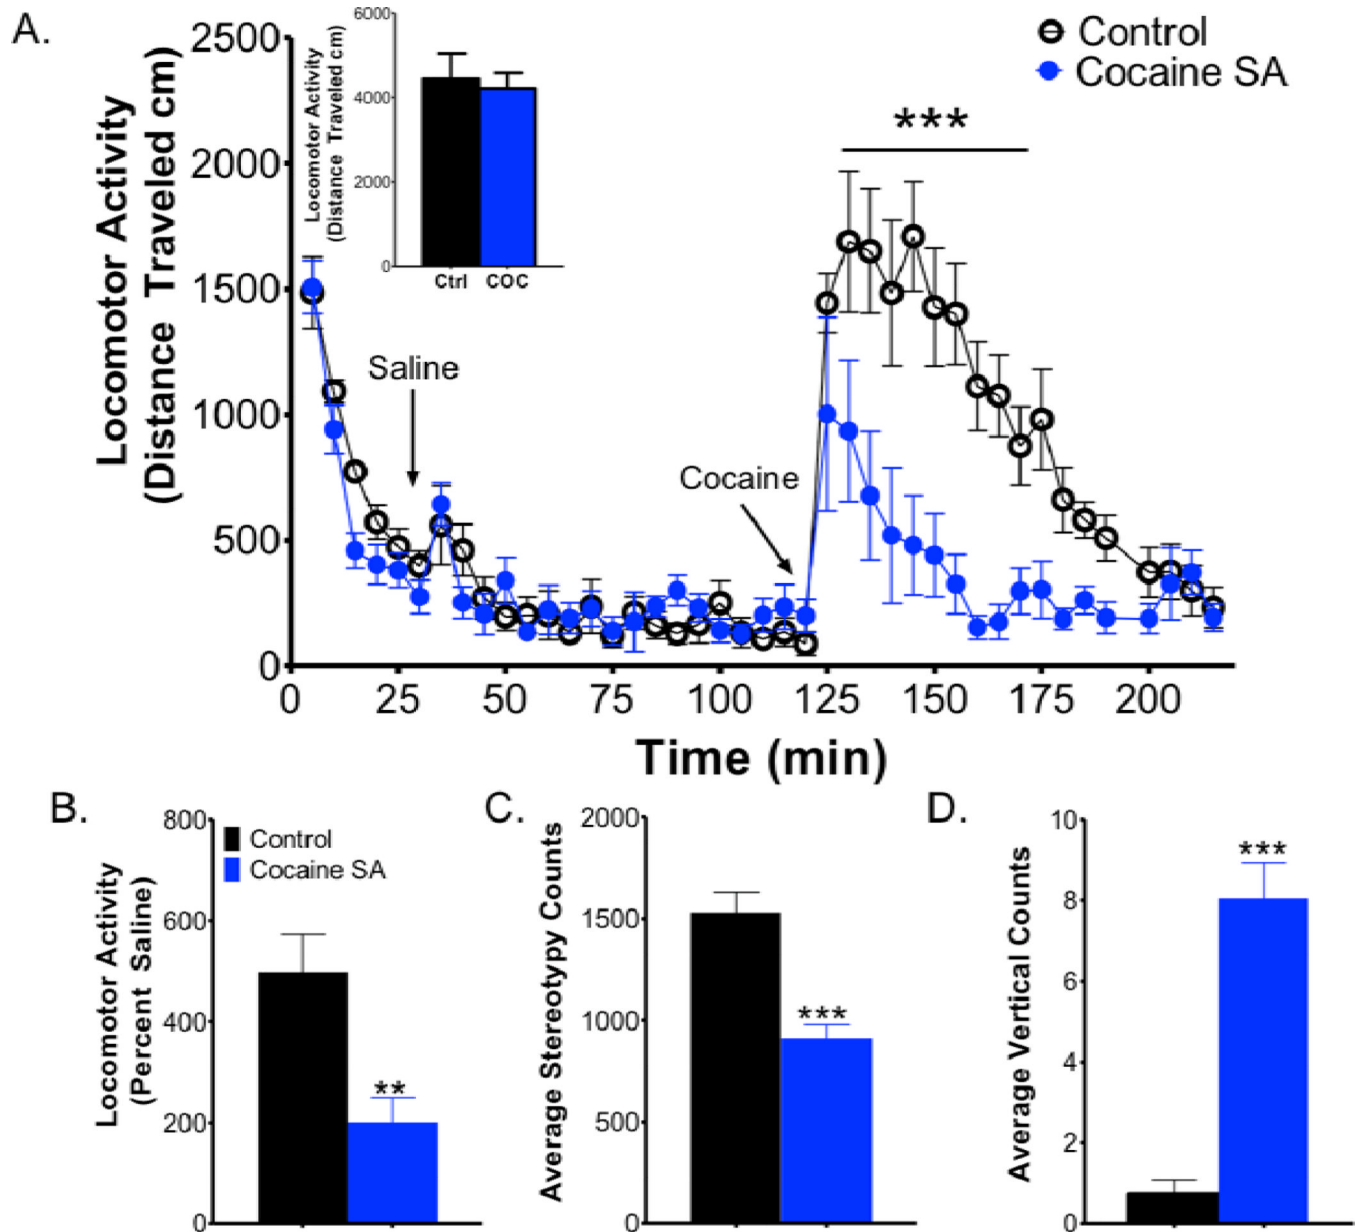 A.
Locomotor Activity
(Distance Traveled cm)
2500
2000
1500
1000
500
0
Locomotor Activity
(Distance Traveled cm)
6000
4000
2000
0
Ctrl COC
Control
Cocaine SA
***
Saline
Cocaine
0 25 50 75 100 125 150 175 200
Time (min)
B.
Locomotor Activity
(Percent Saline)
800
600
400
200
0
Control
Cocaine SA
**
C.
Average Stereotypy Counts
2000
1500
1000
500
0
***
D.
Average Vertical Counts
10
8
6
4
2
0
***